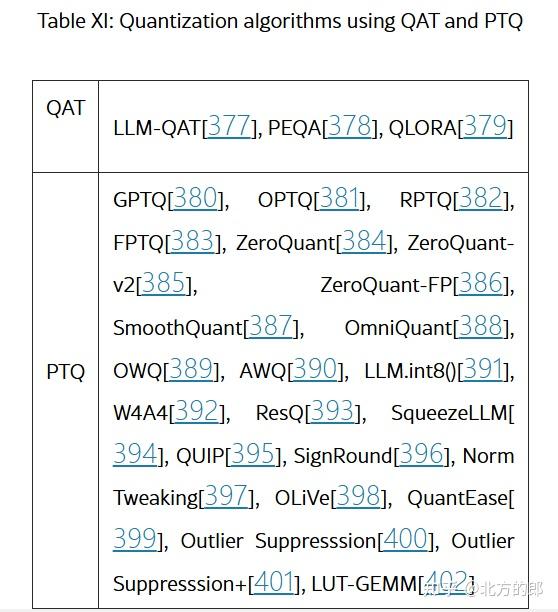 Table XI: Quantization algorithms using QAT and PTQ
QAT
LLM-QAT[377], PEQA[378], QLORA[379]
PTQ
GPTQ[380], OPTQ[381], RPTQ[382],
FPTQ[383], ZeroQuant[384], ZeroQuant-
v2[385], ZeroQuant-FP[386],
SmoothQuant[387], OmniQuant[388],
OWQ[389], AWQ[390], LLM.int8()[391],
W4A4[392], ResQ[393], SqueezeLLM[
394], QUIP[395], SignRound[396], Norm
Tweaking[397], OLiVe[398], QuantEase[
399], Outlier Suppresssion[400], Outlier
Suppresssion+[401], LUT-GEMM[402]
知乎 @北方的郎